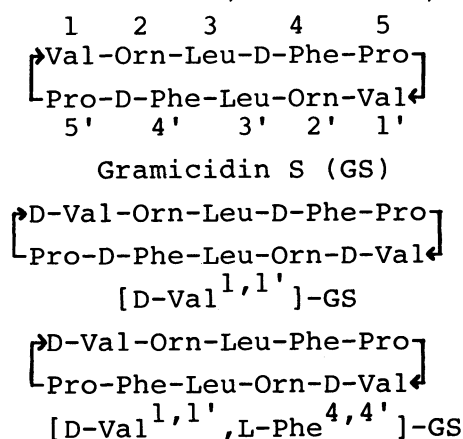 1 2 3 4 5
Val-Orn-Leu-D-Phe-Pro
Pro-D-Phe-Leu-Orn-Val
5' 4' 3' 2' 1'
Gramicidin S (GS)
D-Val-Orn-Leu-D-Phe-Pro
Pro-D-Phe-Leu-Orn-D-Val
[D-Val1,1']-GS
D-Val-Orn-Leu-Phe-Pro
Pro-Phe-Leu-Orn-D-Val
[D-Val1,1',L-Phe4,4']-GS